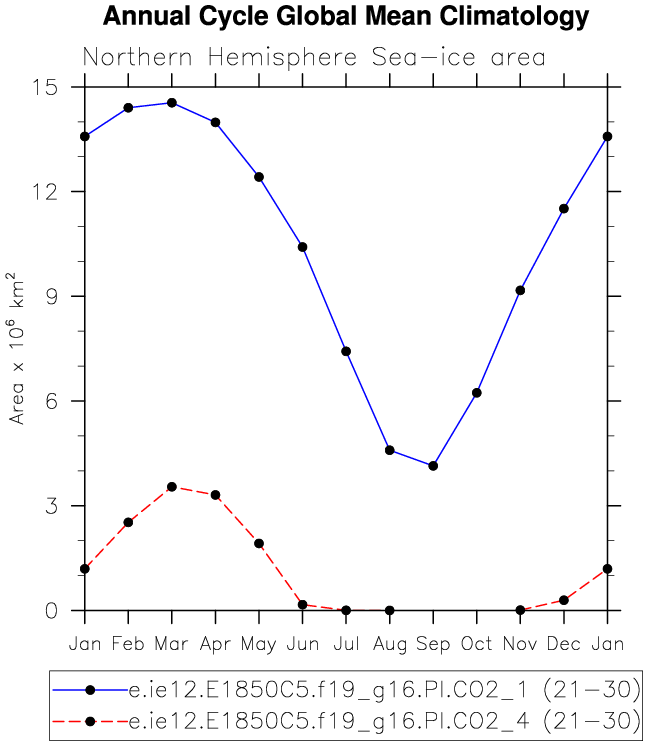 Annual Cycle Global Mean Climatology
Northern Hemisphere Sea-ice area
15
12
9
6
3
0
Area x 10⁶ km²
Jan Feb Mar Apr May Jun Jul Aug Sep Oct Nov Dec Jan
e.ie12.E1850C5.f19_g16.PI.CO2_1 (21-30)
e.ie12.E1850C5.f19_g16.PI.CO2_4 (21-30)